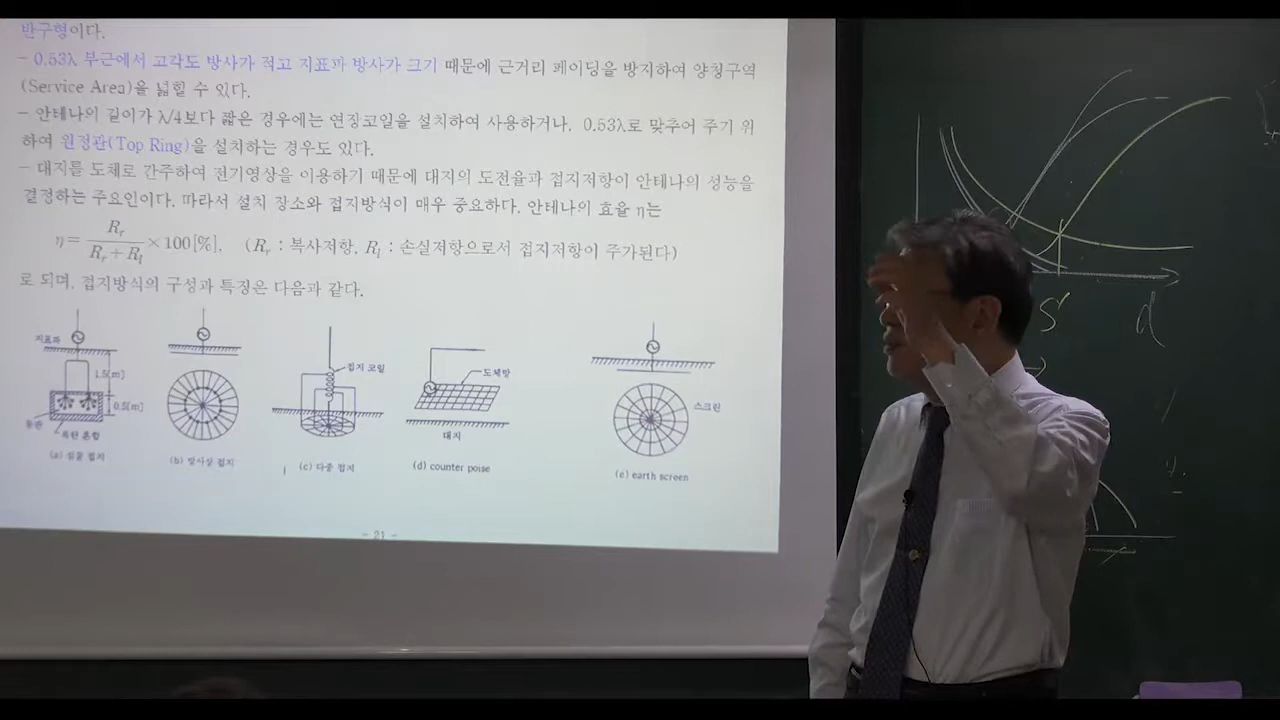 반구형이다.
- 0.53λ 부근에서 고각도 방사가 적고 지표파 방사가 크기 때문에 근거리 페이딩을 방지하여 양청구역
(Service Area)을 넓힐 수 있다.
- 안테나의 길이가 λ/4보다 짧은 경우에는 연장코일을 설치하여 사용하거나, 0.53λ로 맞추어 주기 위
하여 원정판(Top Ring)을 설치하는 경우도 있다.
- 대지를 도체로 간주하여 전기영상을 이용하기 때문에 대지의 도전율과 접지저항이 안테나의 성능을
결정하는 주요인이다. 따라서 설치 장소와 접지방식이 매우 중요하다. 안테나의 효율 η는
η = R_r / (R_r + R_l) × 100[%], (R_r : 복사저항, R_l : 손실저항으로서 접지저항이 주가된다)
로 되며, 접지방식의 구성과 특징은 다음과 같다.
지표파
1.5[m]
0.5[m]
동판
목탄 혼합
접지 코일
도체망
대지
스크린
(a) 심굴 접지
(b) 방사상 접지
(c) 다중 접지
(d) counter poise
(e) earth screen
- 21 -
S'
d